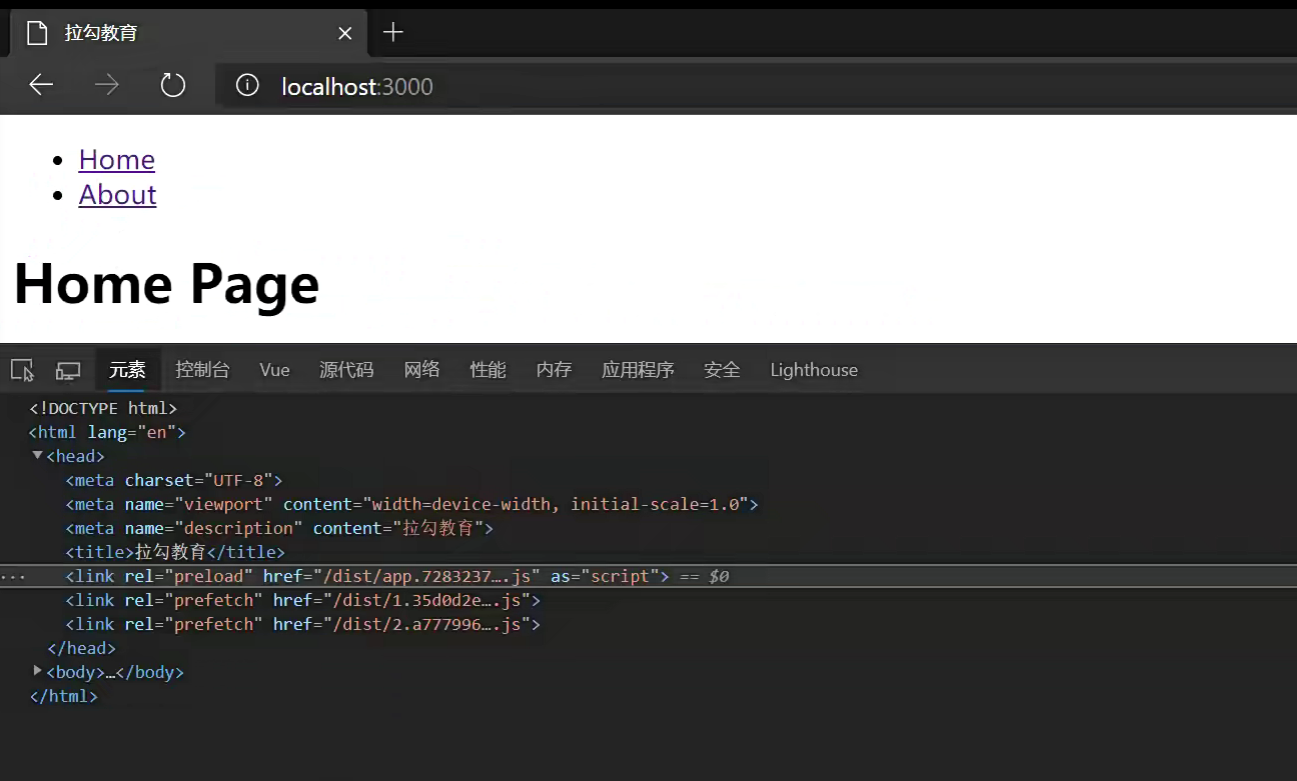 拉勾教育
localhost:3000
Home
About
Home Page
元素 控制台 Vue 源代码 网络 性能 内存 应用程序 安全 Lighthouse
<!DOCTYPE html>
<html lang="en">
<head>
<meta charset="UTF-8">
<meta name="viewport" content="width=device-width, initial-scale=1.0">
<meta name="description" content="拉勾教育">
<title>拉勾教育</title>
<link rel="preload" href="/dist/app.7283237….js" as="script"> == $0
<link rel="prefetch" href="/dist/1.35d0d2e….js">
<link rel="prefetch" href="/dist/2.a777996….js">
</head>
<body>…</body>
</html>